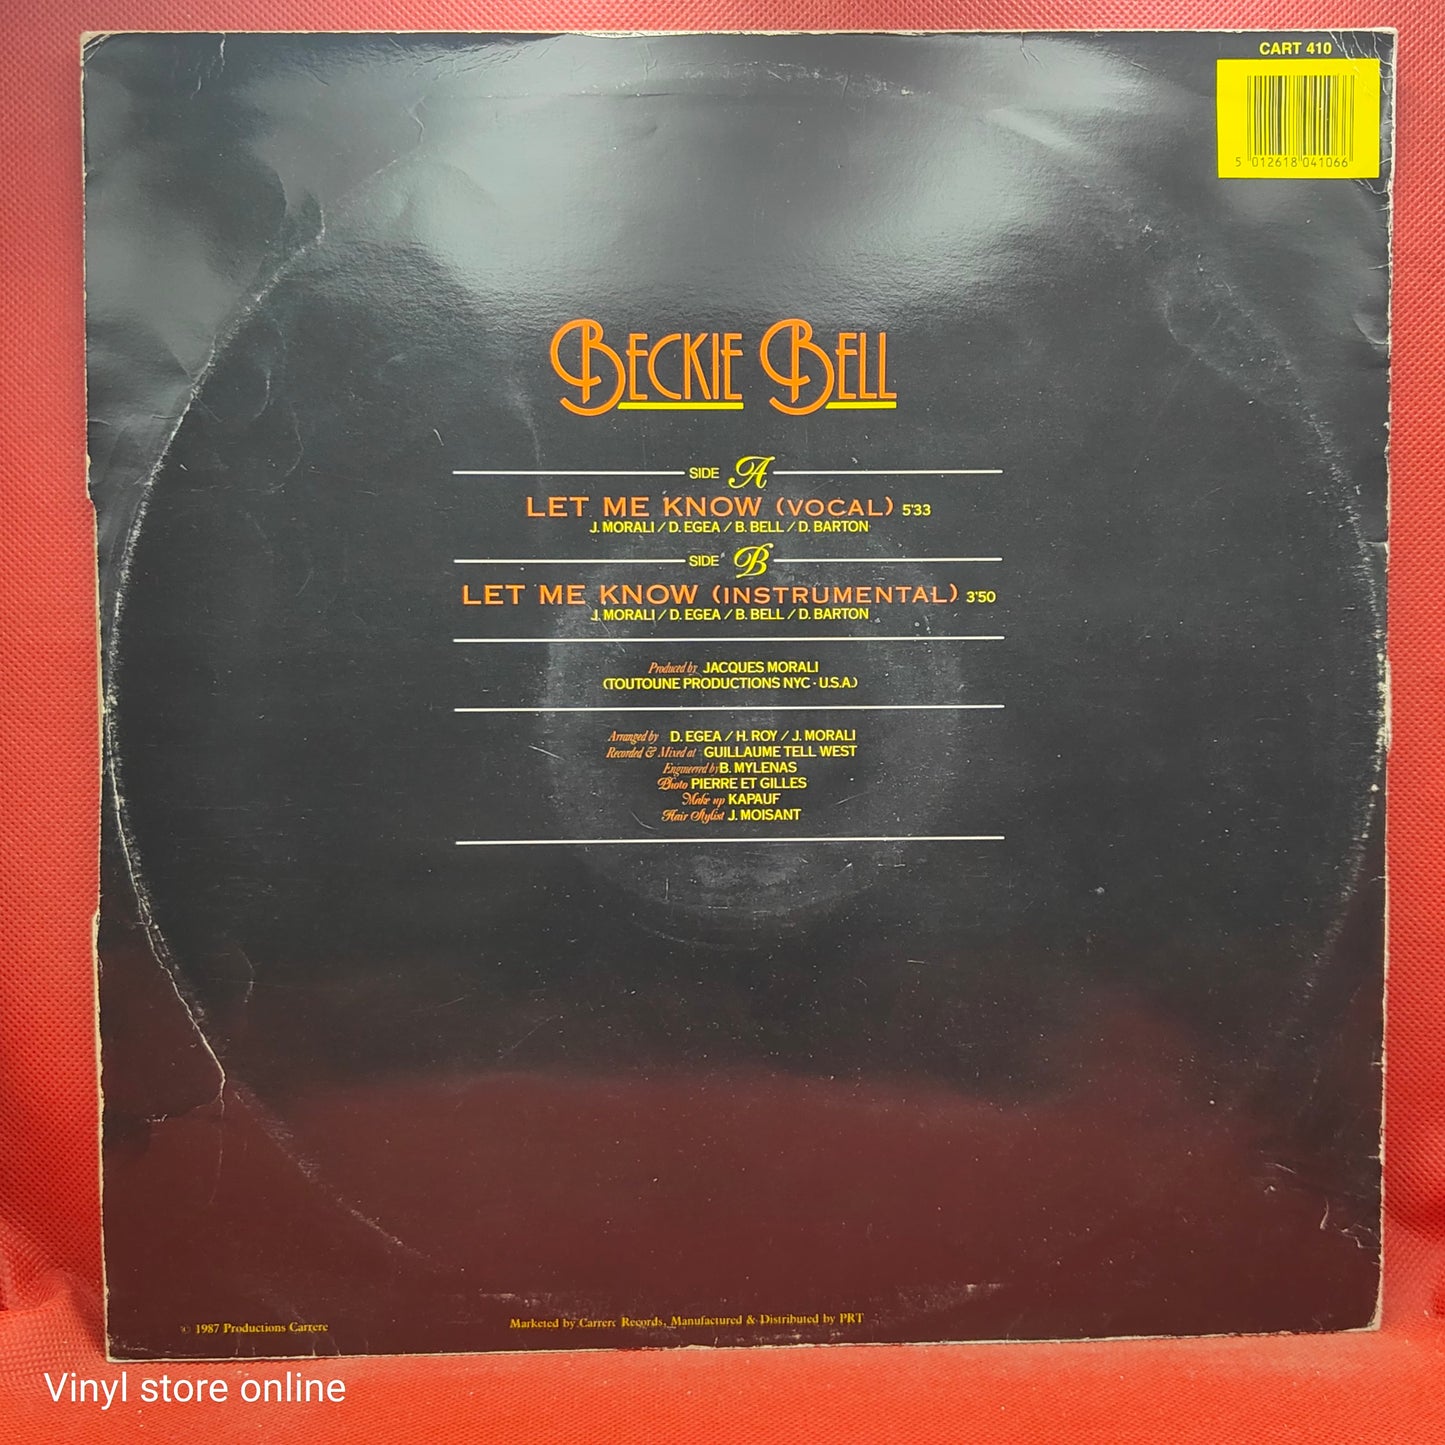 CART 410
5 012618 041066
BECKIE BELL
SIDE A
LET ME KNOW (VOCAL) 5'33
J. MORALI / D. EGEA / B. BELL / D. BARTON
SIDE B
LET ME KNOW (INSTRUMENTAL) 3'50
J. MORALI / D. EGEA / B. BELL / D. BARTON
Produced by JACQUES MORALI
(TOUTOUNE PRODUCTIONS NYC - U.S.A.)
Arranged by D. EGEA / H. ROY / J. MORALI
Recorded & Mixed at GUILLAUME TELL WEST
Engineered by B. MYLENAS
Photo PIERRE ET GILLES
Make up KAPAUF
Hair Stylist J. MOISANT
© 1987 Productions Carrere
Marketed by Carrere Records, Manufactured & Distributed by PRT
Vinyl store online